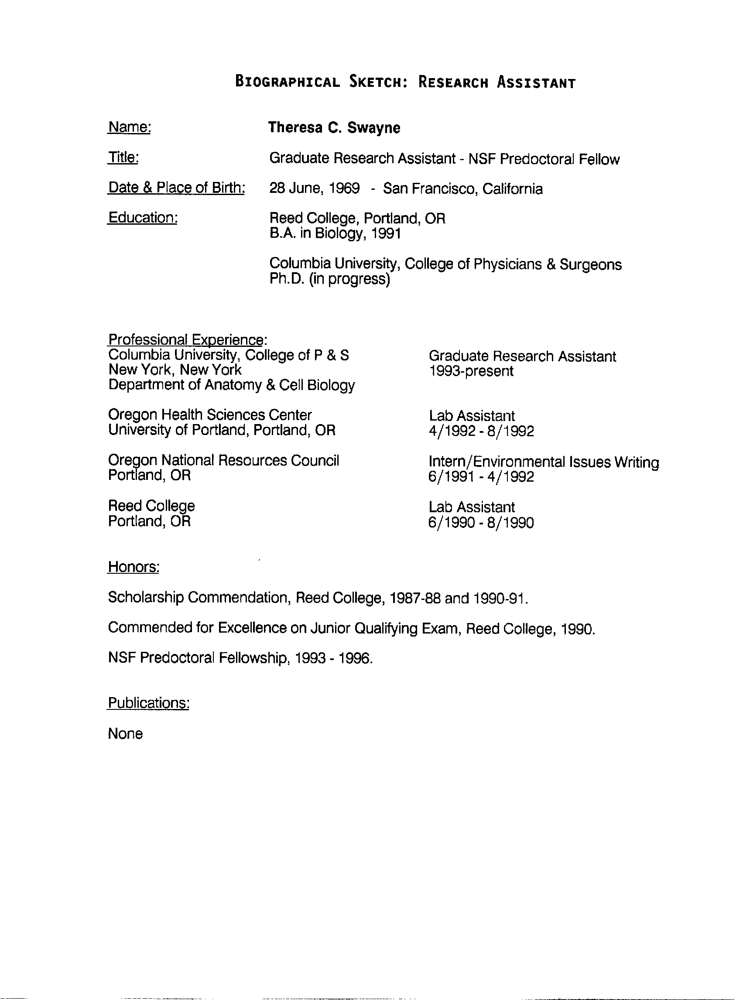 BIOGRAPHICAL SKETCH: RESEARCH ASSISTANT
Name: Theresa C. Swayne
Title: Graduate Research Assistant - NSF Predoctoral Fellow
Date & Place of Birth: 28 June, 1969 - San Francisco, California
Education: Reed College, Portland, OR
B.A. in Biology, 1991
Columbia University, College of Physicians & Surgeons
Ph.D. (in progress)
Professional Experience:
Columbia University, College of P & S Graduate Research Assistant
New York, New York 1993-present
Department of Anatomy & Cell Biology
Oregon Health Sciences Center Lab Assistant
University of Portland, Portland, OR 4/1992 - 8/1992
Oregon National Resources Council Intern/Environmental Issues Writing
Portland, OR 6/1991 - 4/1992
Reed College Lab Assistant
Portland, OR 6/1990 - 8/1990
Honors:
Scholarship Commendation, Reed College, 1987-88 and 1990-91.
Commended for Excellence on Junior Qualifying Exam, Reed College, 1990.
NSF Predoctoral Fellowship, 1993 - 1996.
Publications:
None